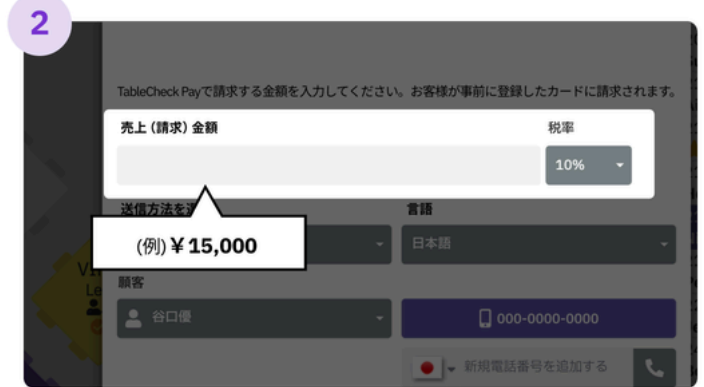 2
TableCheck Payで請求する金額を入力してください。お客様が事前に登録したカードに請求されます。
売上（請求）金額 税率
10%
送信方法を 言語
(例)￥15,000
日本語
VI
Le
顧客
谷口優 000-0000-0000
新規電話番号を追加する